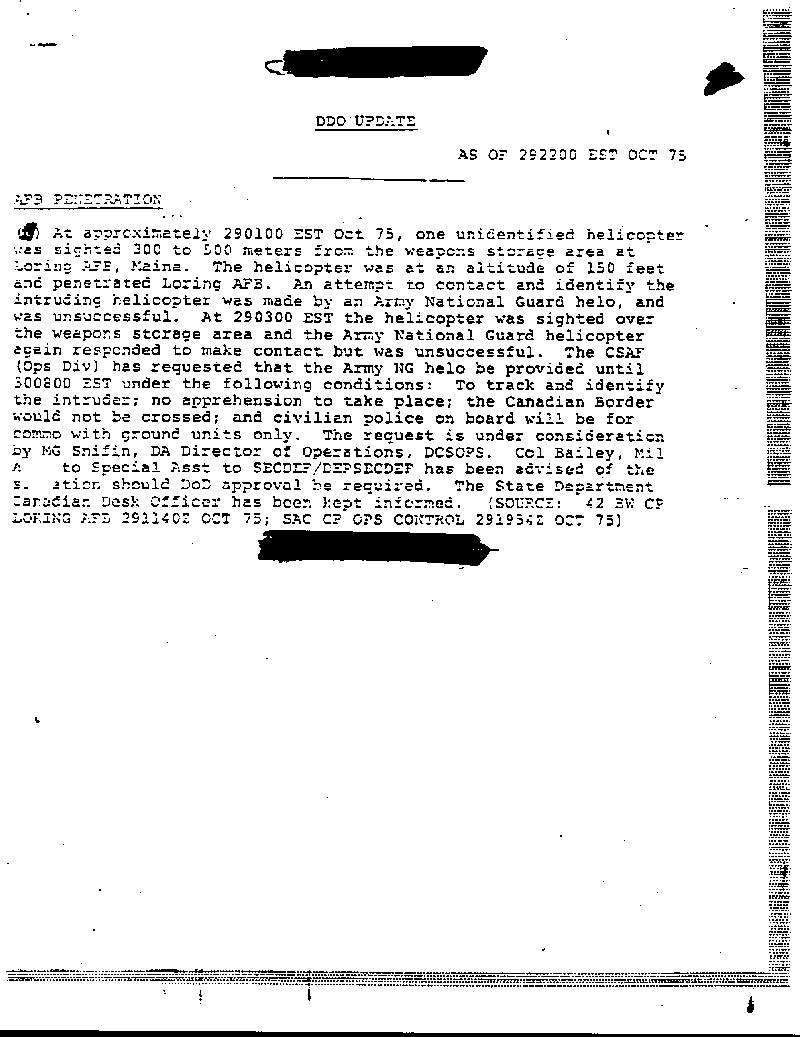 DDO UPDATE
AS OF 292200 EST OCT 75
AFB PENETRATION
At approximately 290100 EST Oct 75, one unidentified helicopter
was sighted 300 to 500 meters from the weapons storage area at
Loring AFB, Maine. The helicopter was at an altitude of 150 feet
and penetrated Loring AFB. An attempt to contact and identify the
intruding helicopter was made by an Army National Guard helo, and
was unsuccessful. At 290300 EST the helicopter was sighted over
the weapons storage area and the Army National Guard helicopter
again responded to make contact but was unsuccessful. The CSAF
(Ops Div) has requested that the Army NG helo be provided until
300800 EST under the following conditions: To track and identify
the intruder; no apprehension to take place; the Canadian Border
would not be crossed; and civilian police on board will be for
commo with ground units only. The request is under consideration
by MG Snifin, DA Director of Operations, DCSOPS. Col Bailey, Mil
A to Special Asst to SECDEF/DEPSECDEF has been advised of the
s ation should DoD approval be required. The State Department
Canadian Desk Officer has been kept informed. (SOURCE: 42 BW CP
LORING AFB 291140Z OCT 75; SAC CP OPS CONTROL 291954Z OCT 75)